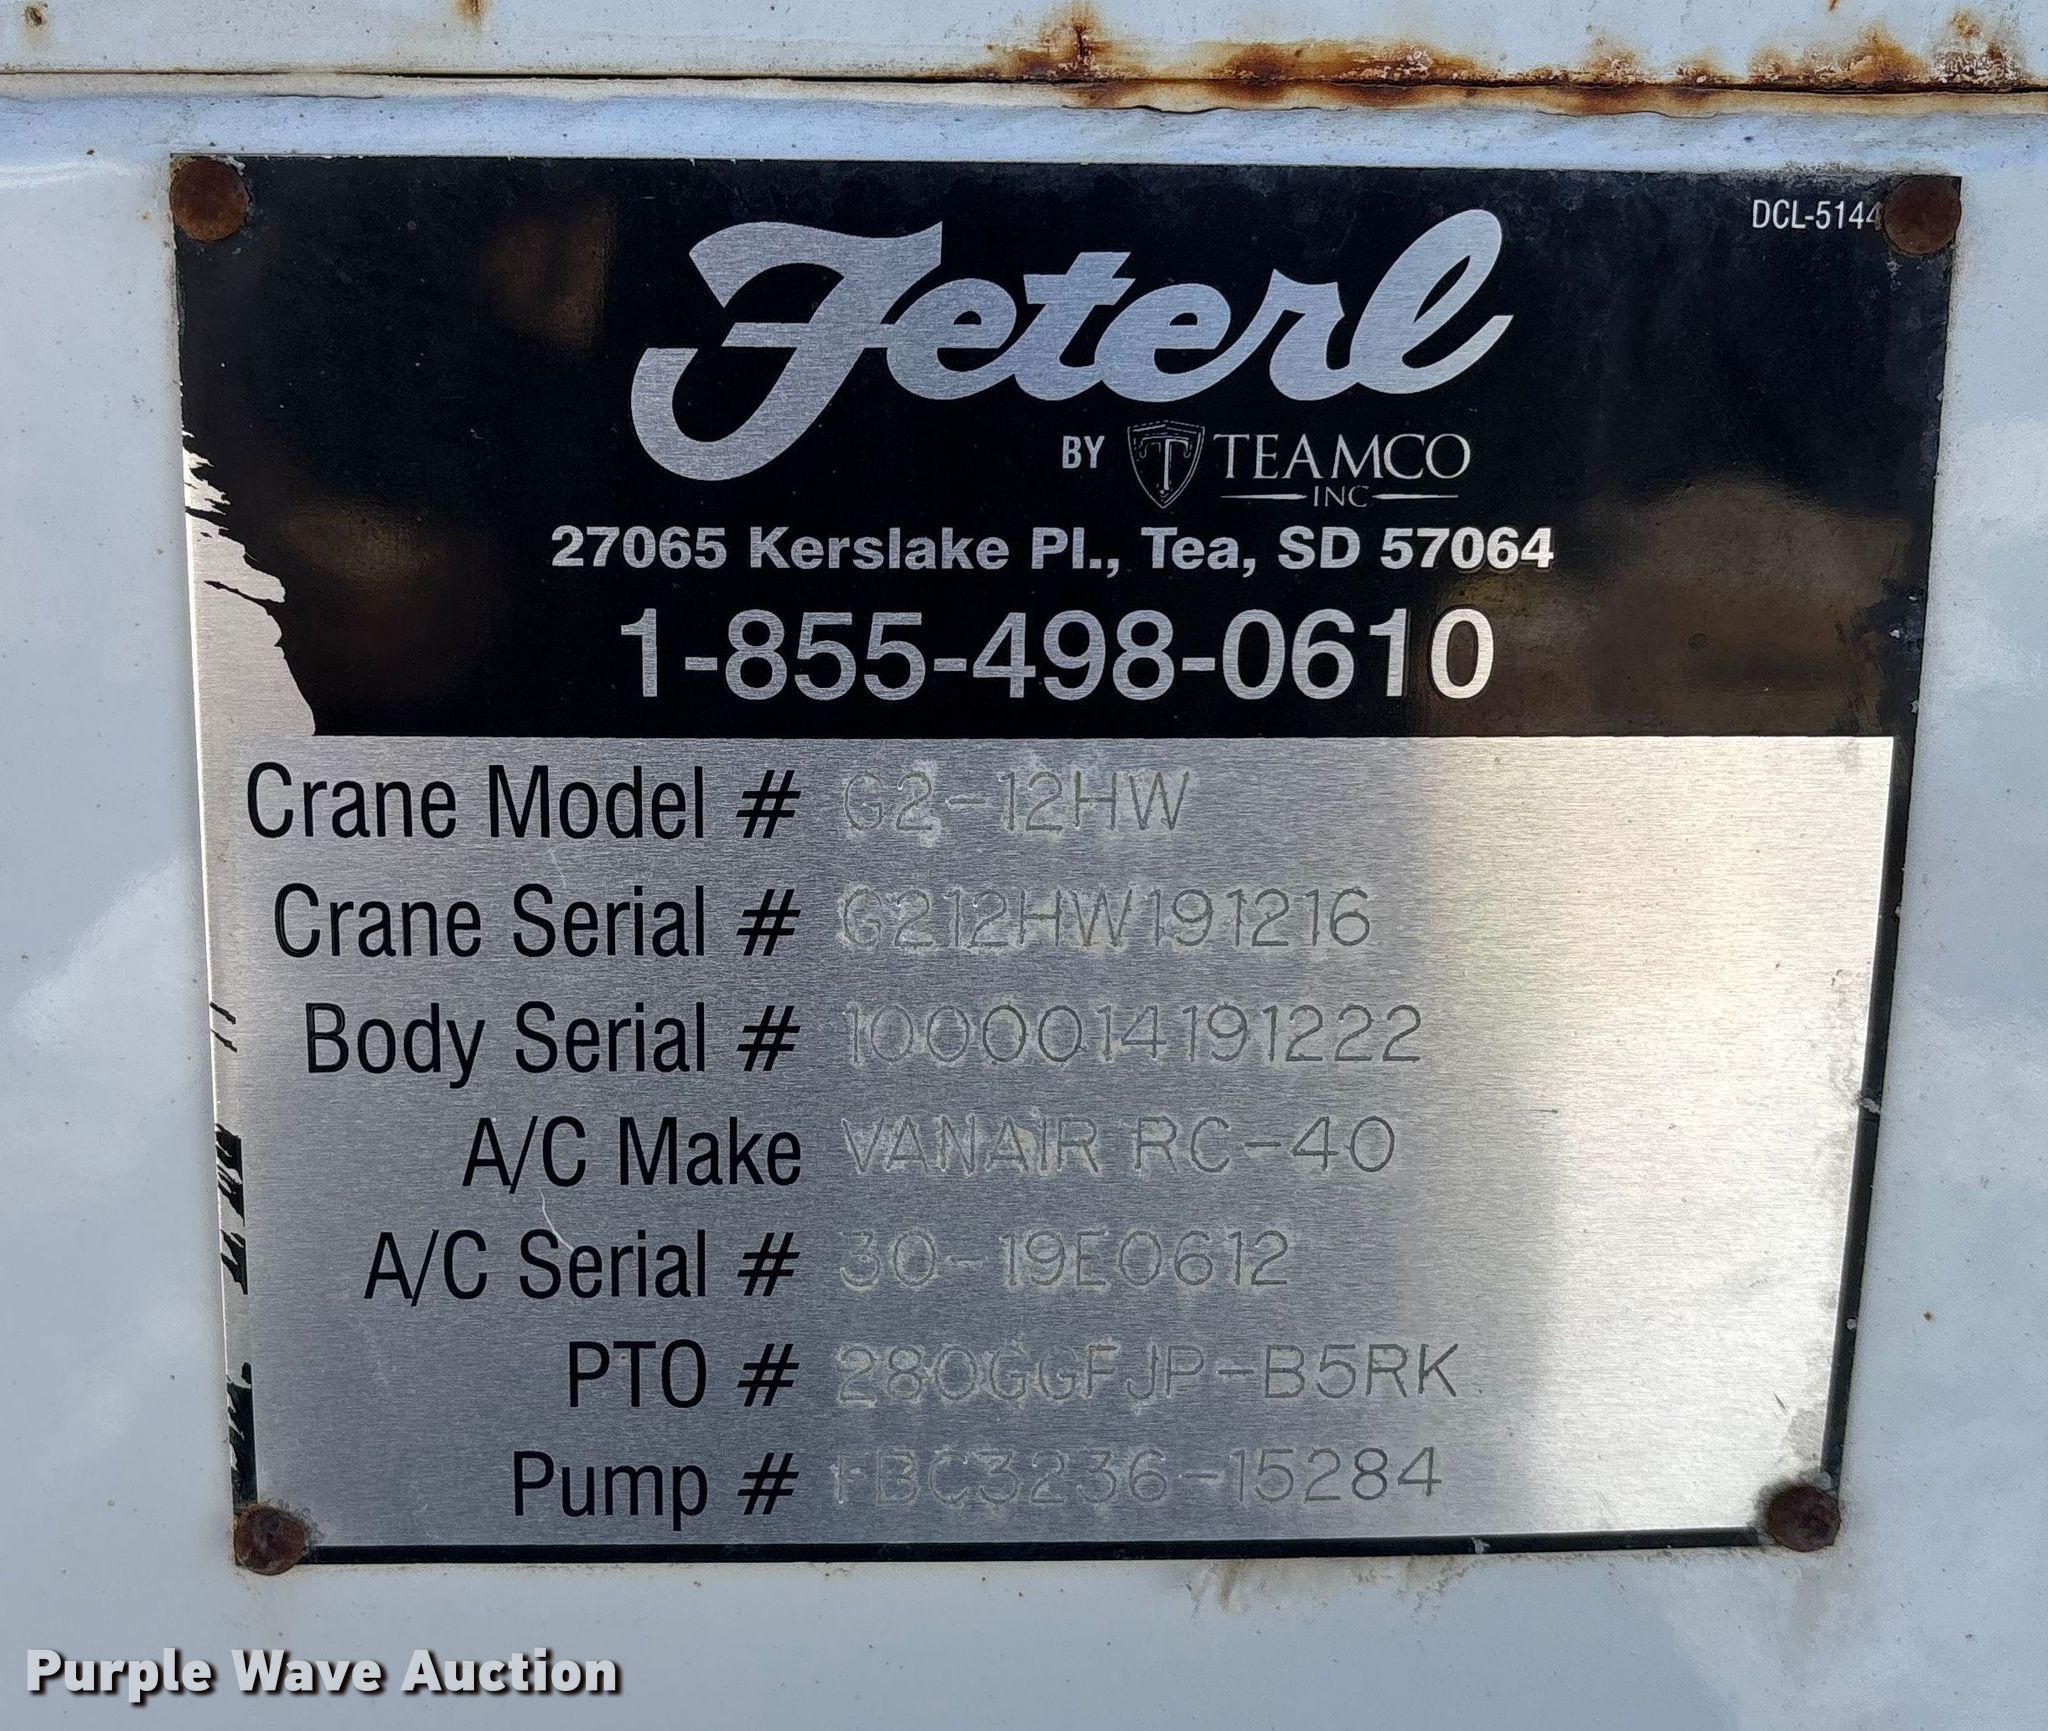 DCL-5144
Feterl
BY T TEAMCO
INC
27065 Kerslake Pl., Tea, SD 57064
1-855-498-0610
Crane Model # G2-12HW
Crane Serial # G212HW191216
Body Serial # 1000014191222
A/C Make VANAIR RC-40
A/C Serial # 30-19E0612
PTO # 280GGFJP-B5RK
Pump # FBC3236-15284
Purple Wave Auction